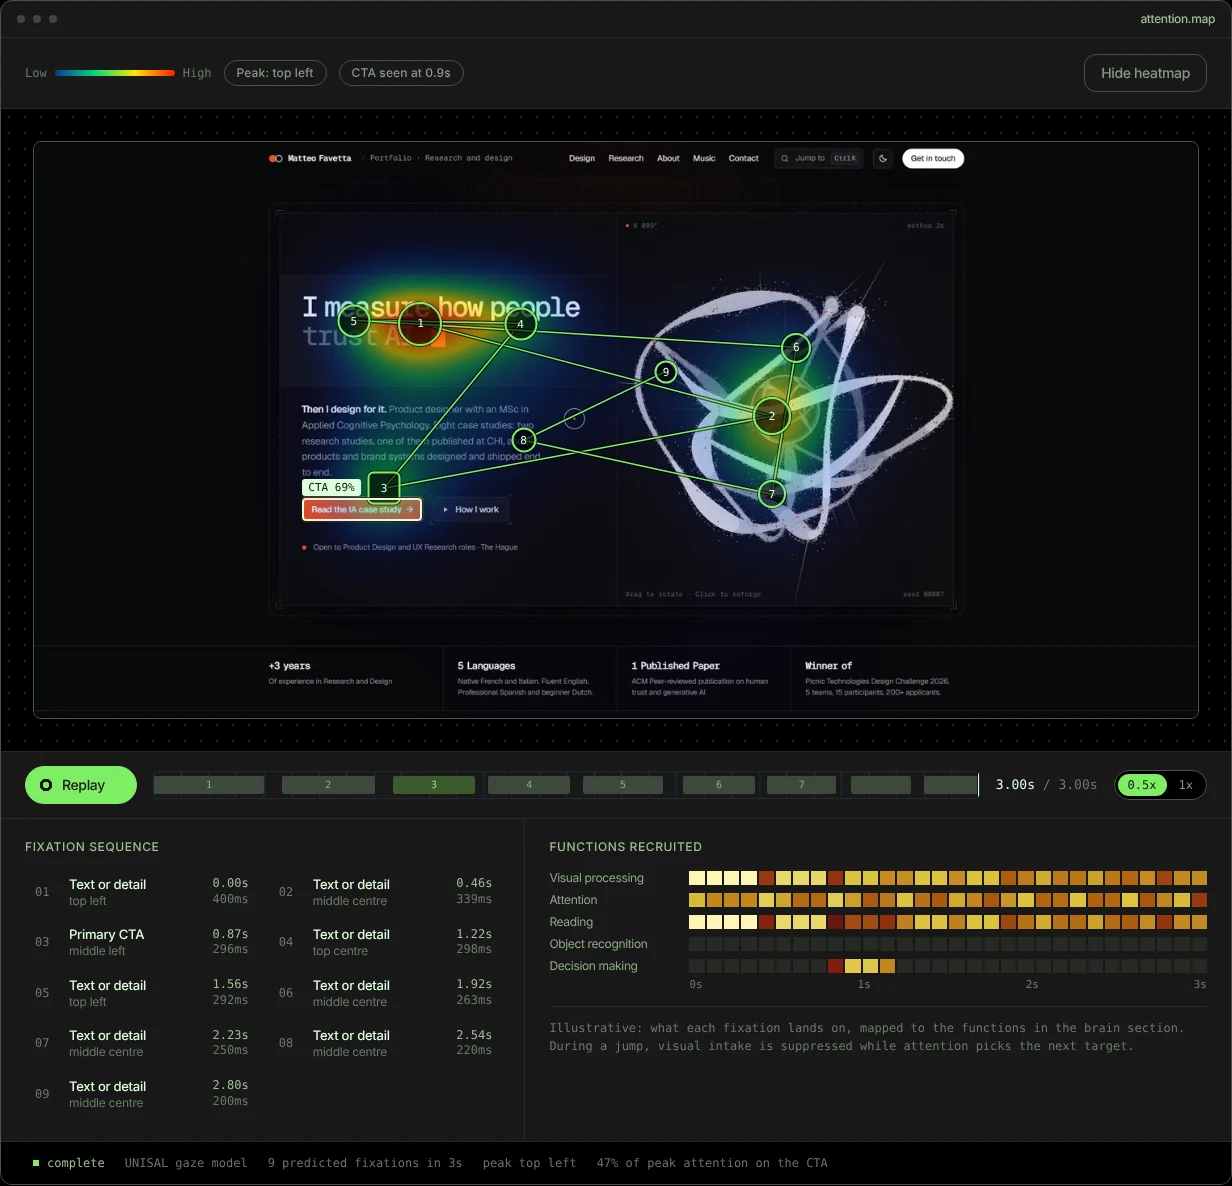 attention.map
Low High Peak: top left CTA seen at 0.9s Hide heatmap
Matteo Favetta / Portfolio · Research and design Design Research About Music Contact Jump to Ctrl K Get in touch
method.3d
I measure how people
trust AI
5 1 4 6 9 2 8 3 7
Then I design for it. Product designer with an MSc in
Applied Cognitive Psychology. Eight case studies: two
research studies, one of them published at CHI,
products and brand systems designed and shipped end
to end.
CTA 69%
Read the IA case study → How I work
Open to Product Design and UX Research roles · The Hague
Drag to rotate · Click to reforge
+3 years
Of experience in Research and Design
5 Languages
Native French and Italian. Fluent English.
Professional Spanish and beginner Dutch.
1 Published Paper
ACM Peer-reviewed publication on human
trust and generative AI
Winner of
Picnic Technologies Design Challenge 2026.
5 teams, 15 participants, 200+ applicants.
Replay 1 2 3 4 5 6 7 3.00s / 3.00s 0.5x 1x
FIXATION SEQUENCE
01 Text or detail 0.00s
top left 400ms
02 Text or detail 0.46s
middle centre 339ms
03 Primary CTA 0.87s
middle left 296ms
04 Text or detail 1.22s
top centre 298ms
05 Text or detail 1.56s
top left 292ms
06 Text or detail 1.92s
middle centre 263ms
07 Text or detail 2.23s
middle centre 250ms
08 Text or detail 2.54s
middle centre 220ms
09 Text or detail 2.80s
middle centre 200ms
FUNCTIONS RECRUITED
Visual processing
Attention
Reading
Object recognition
Decision making
0s 1s 2s 3s
Illustrative: what each fixation lands on, mapped to the functions in the brain section.
During a jump, visual intake is suppressed while attention picks the next target.
complete UNISAL gaze model 9 predicted fixations in 3s peak top left 47% of peak attention on the CTA